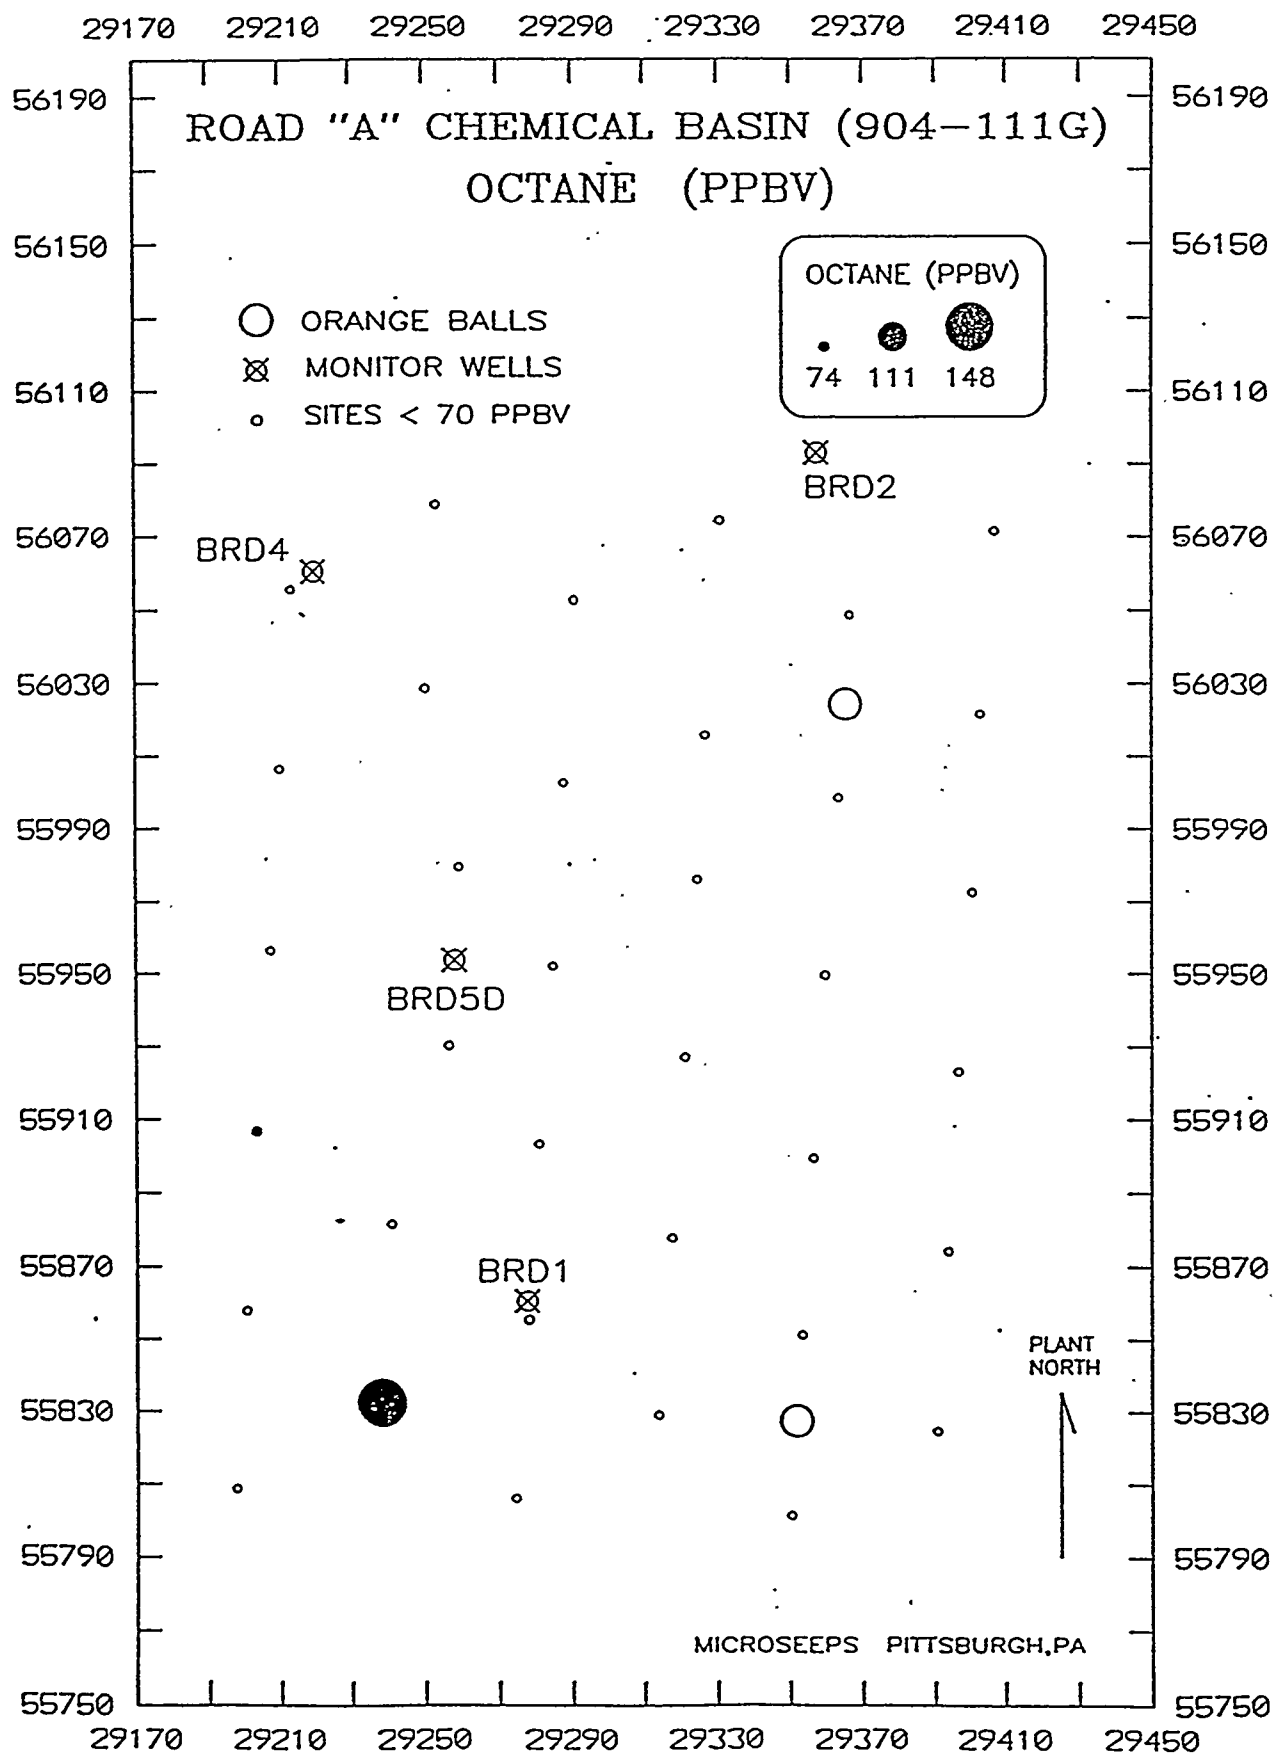 29170 29210 29250 29290 29330 29370 29410 29450
56190 56190
ROAD "A" CHEMICAL BASIN (904-111G)
OCTANE (PPBV)
56150 56150
OCTANE (PPBV)
74 111 148
ORANGE BALLS
MONITOR WELLS
SITES < 70 PPBV
56110 56110
BRD2
56070 56070
BRD4
56030 56030
55990 55990
55950 55950
BRD5D
55910 55910
55870 55870
BRD1
PLANT
NORTH
55830 55830
55790 55790
MICROSEEPS PITTSBURGH,PA
55750 55750
29170 29210 29250 29290 29330 29370 29410 29450